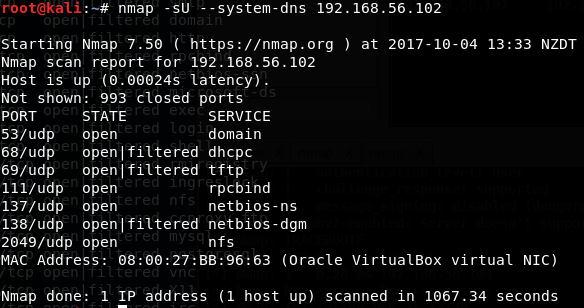 root@kali:~# nmap -sU --system-dns 192.168.56.102
Starting Nmap 7.50 ( https://nmap.org ) at 2017-10-04 13:33 NZDT
Nmap scan report for 192.168.56.102
Host is up (0.00024s latency).
Not shown: 993 closed ports
PORT STATE SERVICE
53/udp open domain
68/udp open|filtered dhcpc
69/udp open|filtered tftp
111/udp open rpcbind
137/udp open netbios-ns
138/udp open|filtered netbios-dgm
2049/udp open nfs
MAC Address: 08:00:27:BB:96:63 (Oracle VirtualBox virtual NIC)
Nmap done: 1 IP address (1 host up) scanned in 1067.34 seconds